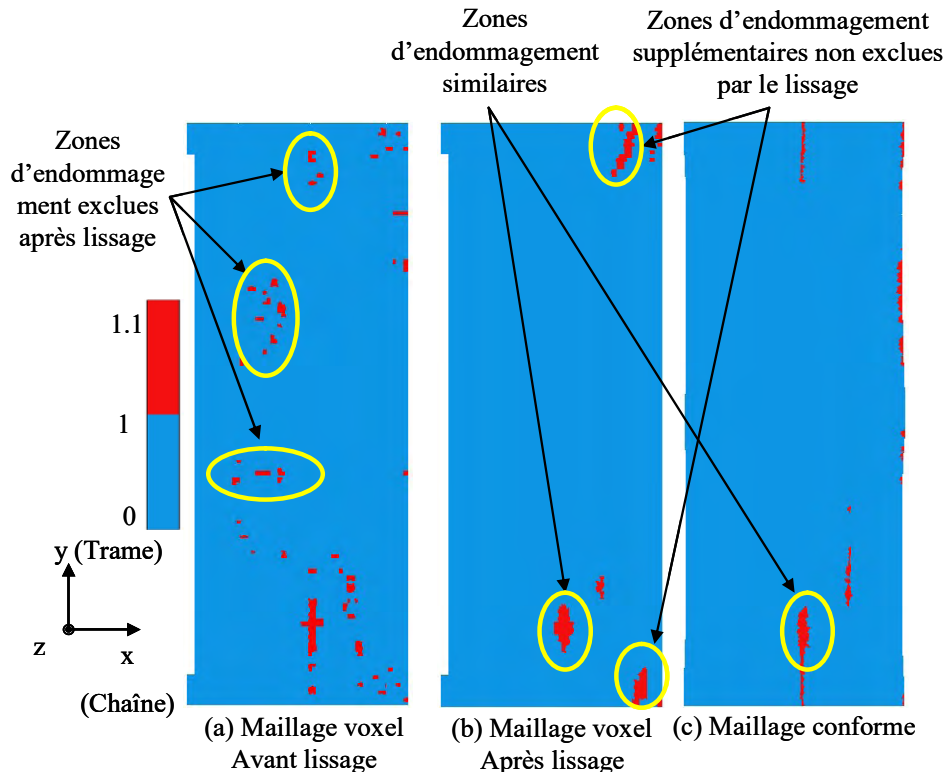 Zones
d’endommagement
similaires
Zones d’endommagement
supplémentaires non exclues
par le lissage
Zones
d’endommage
ment exclues
après lissage
1.1
1
0
y (Trame)
z
x
(Chaîne)
(a) Maillage voxel
Avant lissage
(b) Maillage voxel
Après lissage
(c) Maillage conforme